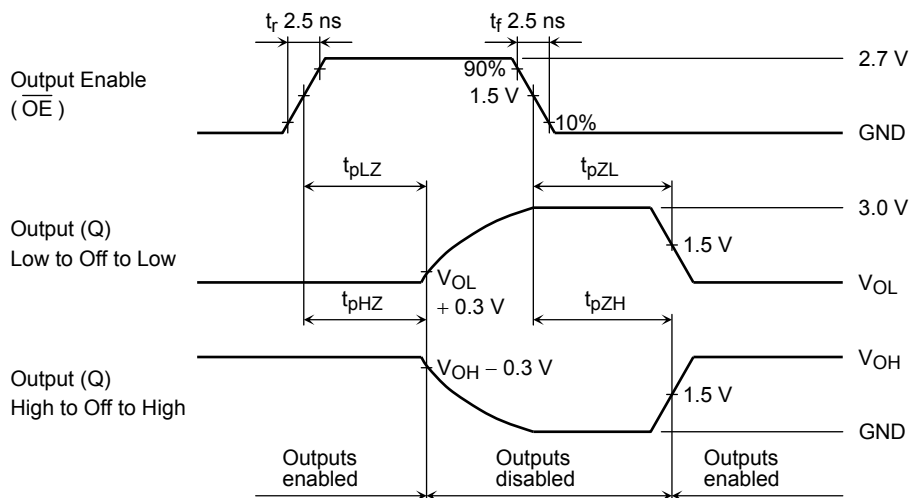 tr 2.5 ns
tf 2.5 ns
Output Enable
( OE )
90%
1.5 V
10%
2.7 V
GND
tpLZ
tpZL
Output (Q)
Low to Off to Low
3.0 V
1.5 V
VOL
+ 0.3 V
VOL
tpHZ
tpZH
Output (Q)
High to Off to High
VOH − 0.3 V
VOH
1.5 V
GND
Outputs
enabled
Outputs
disabled
Outputs
enabled